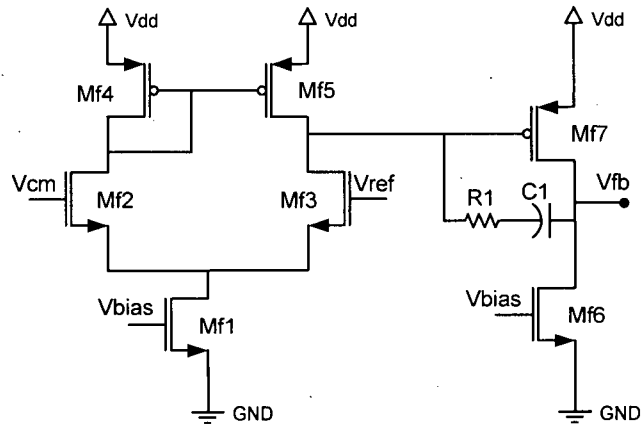 Vdd
Vdd
Vdd
Mf4
Mf5
Mf7
Vcm
Mf2
Mf3
Vref
R1
C1
Vfb
Vbias
Mf1
Vbias
Mf6
GND
GND